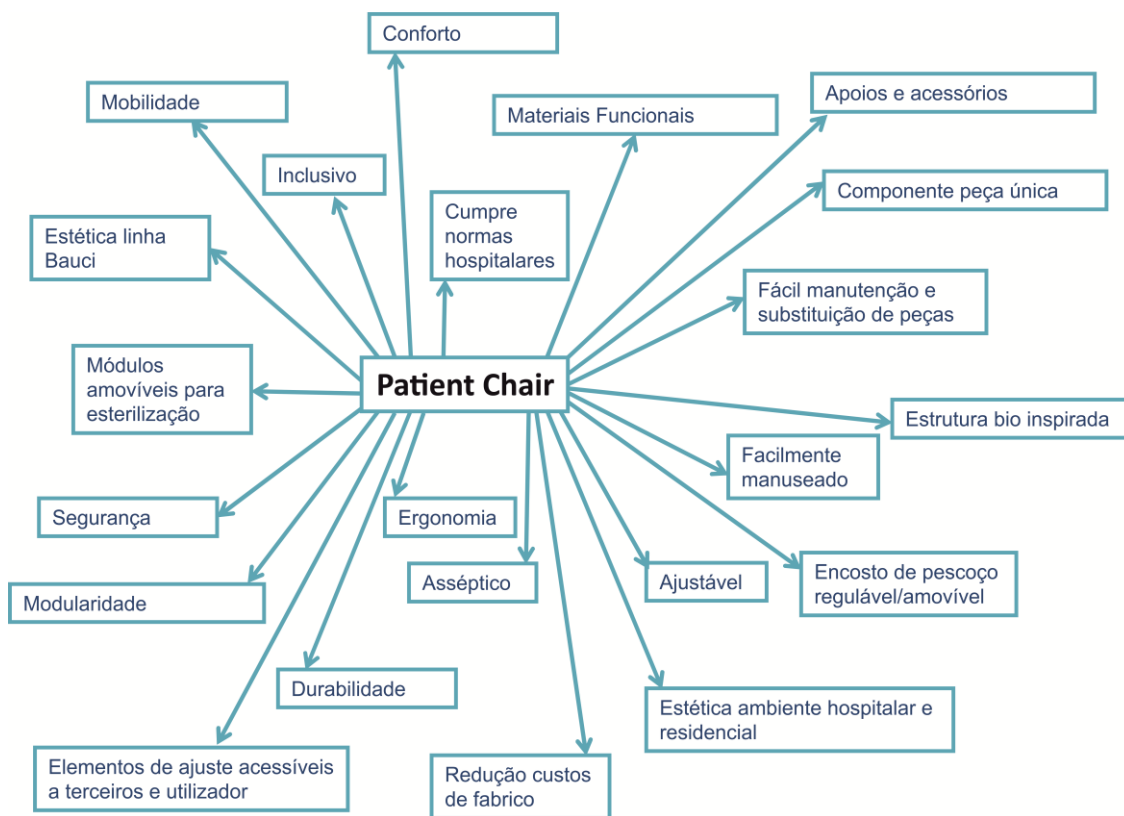 Conforto
Mobilidade
Apoios e acessórios
Materiais Funcionais
Inclusivo
Componente peça única
Cumpre
normas
hospitalares
Estética linha
Bauci
Fácil manutenção e
substituição de peças
Módulos
amovíveis para
esterilização
Patient Chair
Estrutura bio inspirada
Facilmente
manuseado
Segurança
Ergonomia
Asséptico
Ajustável
Encosto de pescoço
regulável/amovível
Modularidade
Durabilidade
Estética ambiente hospitalar e
residencial
Elementos de ajuste acessíveis
a terceiros e utilizador
Redução custos
de fabrico